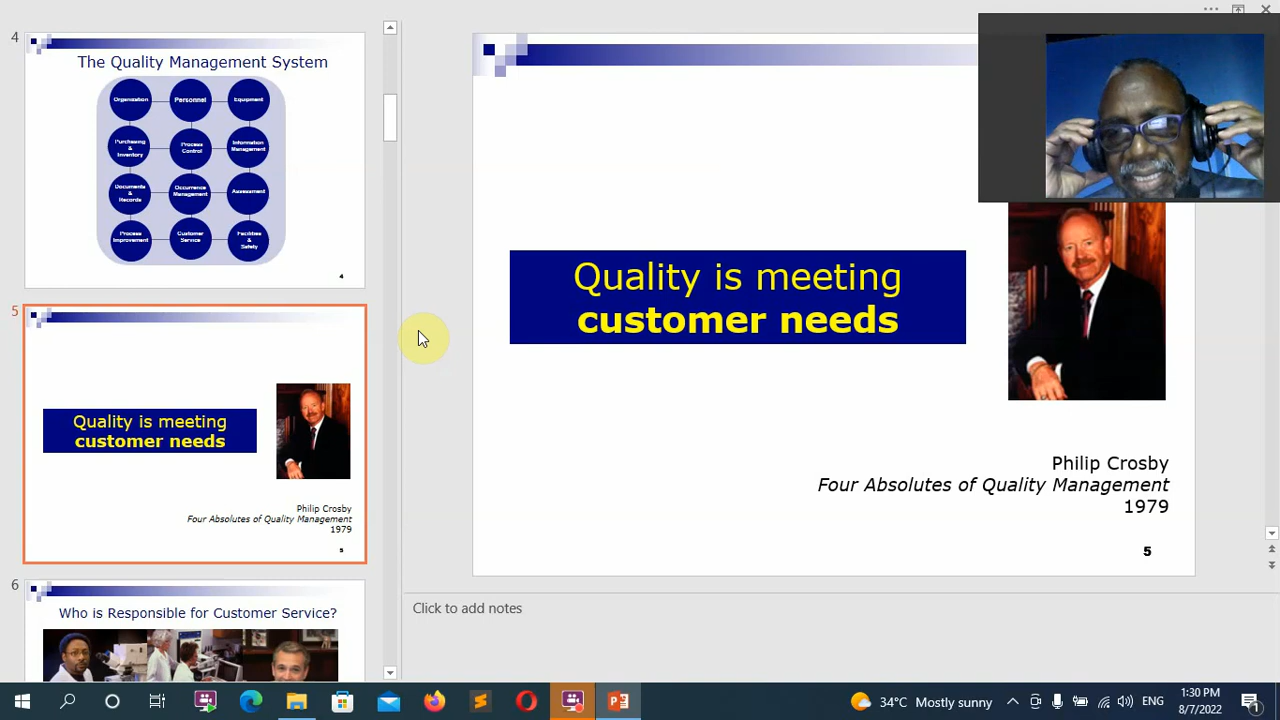 4
The Quality Management System
Organization
Personnel
Equipment
Purchasing
&
Inventory
Process
Control
Information
Management
Documents
&
Records
Occurrence
Management
Assessment
Process
Improvement
Customer
Service
Facilities
&
Safety
4
5
Quality is meeting
customer needs
Philip Crosby
Four Absolutes of Quality Management
1979
5
6
Who is Responsible for Customer Service?
Quality is meeting
customer needs
Philip Crosby
Four Absolutes of Quality Management
1979
5
Click to add notes
34°C Mostly sunny
ENG
1:30 PM
8/7/2022
1